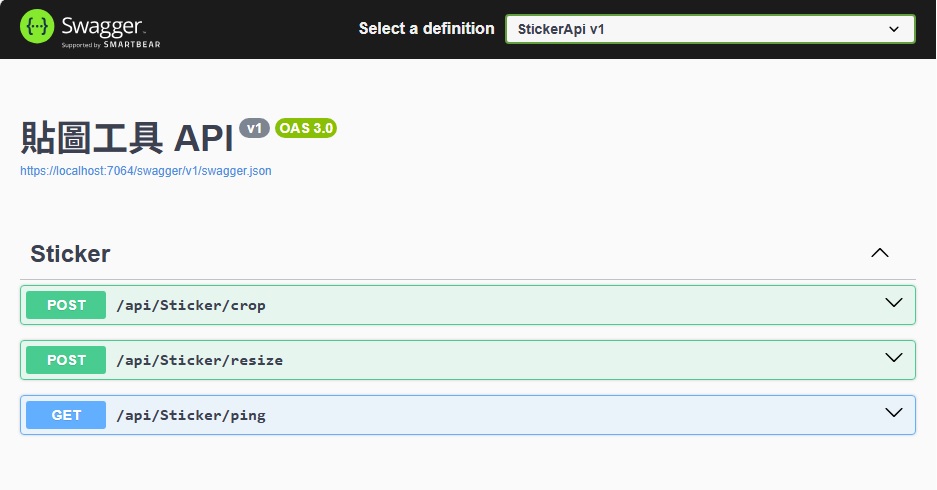 Swagger
Supported by SMARTBEAR
Select a definition
StickerApi v1
貼圖工具 API v1 OAS 3.0
https://localhost:7064/swagger/v1/swagger.json
Sticker
POST /api/Sticker/crop
POST /api/Sticker/resize
GET /api/Sticker/ping